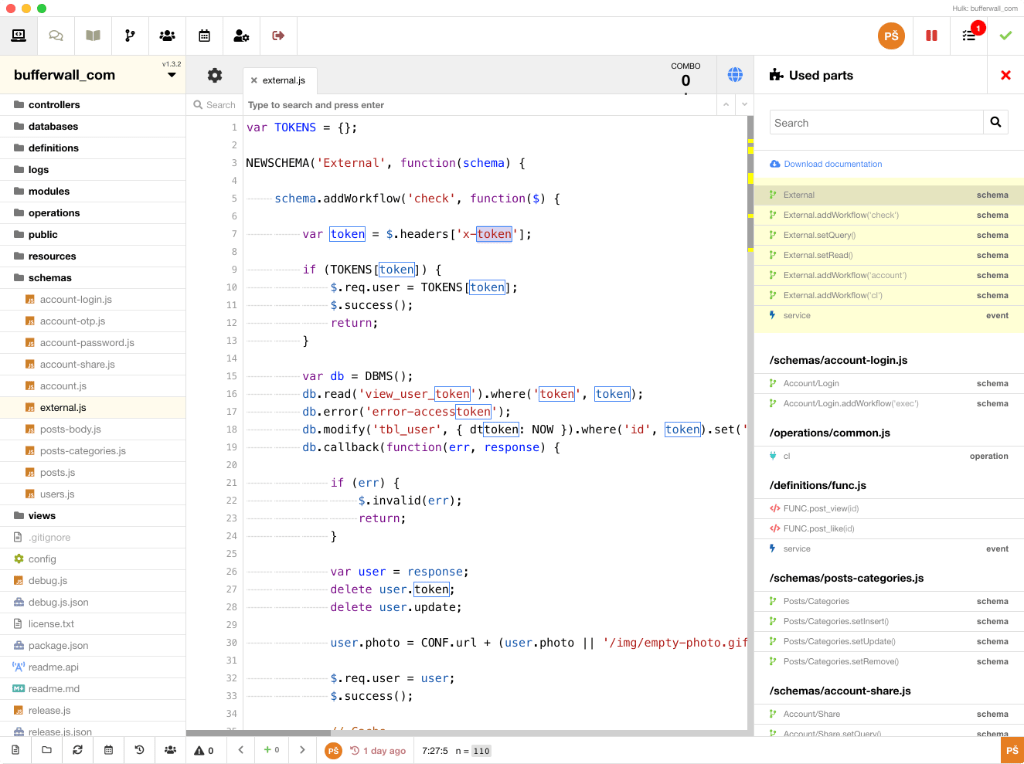 Hulk: bufferwall_com
PŠ
1
bufferwall_com
v1.3.2
external.js
COMBO
0
Used parts
controllers
databases
definitions
logs
modules
operations
public
resources
schemas
account-login.js
account-otp.js
account-password.js
account-share.js
account.js
external.js
posts-body.js
posts-categories.js
posts.js
users.js
views
.gitignore
config
debug.js
debug.js.json
license.txt
package.json
readme.api
readme.md
release.js
release.js.json
Search
Type to search and press enter
1 var TOKENS = {};
2
3 NEWSCHEMA('External', function(schema) {
4
5 schema.addWorkflow('check', function($) {
6
7 var token = $.headers['x-token'];
8
9 if (TOKENS[token]) {
10 $.req.user = TOKENS[token];
11 $.success();
12 return;
13 }
14
15 var db = DBMS();
16 db.read('view_user_token').where('token', token);
17 db.error('error-accesstoken');
18 db.modify('tbl_user', { dttoken: NOW }).where('id', token).set('
19 db.callback(function(err, response) {
20
21 if (err) {
22 $.invalid(err);
23 return;
24 }
25
26 var user = response;
27 delete user.token;
28 delete user.update;
29
30 user.photo = CONF.url + (user.photo || '/img/empty-photo.gif
31
32 $.req.user = user;
33 $.success();
34
Search
Download documentation
External schema
External.addWorkflow('check') schema
External.setQuery() schema
External.setRead() schema
External.addWorkflow('account') schema
External.addWorkflow('cl') schema
service event
/schemas/account-login.js
Account/Login schema
Account/Login.addWorkflow('exec') schema
/operations/common.js
cl operation
/definitions/func.js
FUNC.post_view(id)
FUNC.post_like(id)
service event
/schemas/posts-categories.js
Posts/Categories schema
Posts/Categories.setInsert() schema
Posts/Categories.setUpdate() schema
Posts/Categories.setRemove() schema
/schemas/account-share.js
Account/Share schema
Account/Share.setQuery() schema
0
+ 0
PŠ
1 day ago
7:27:5 n = 110
PŠ